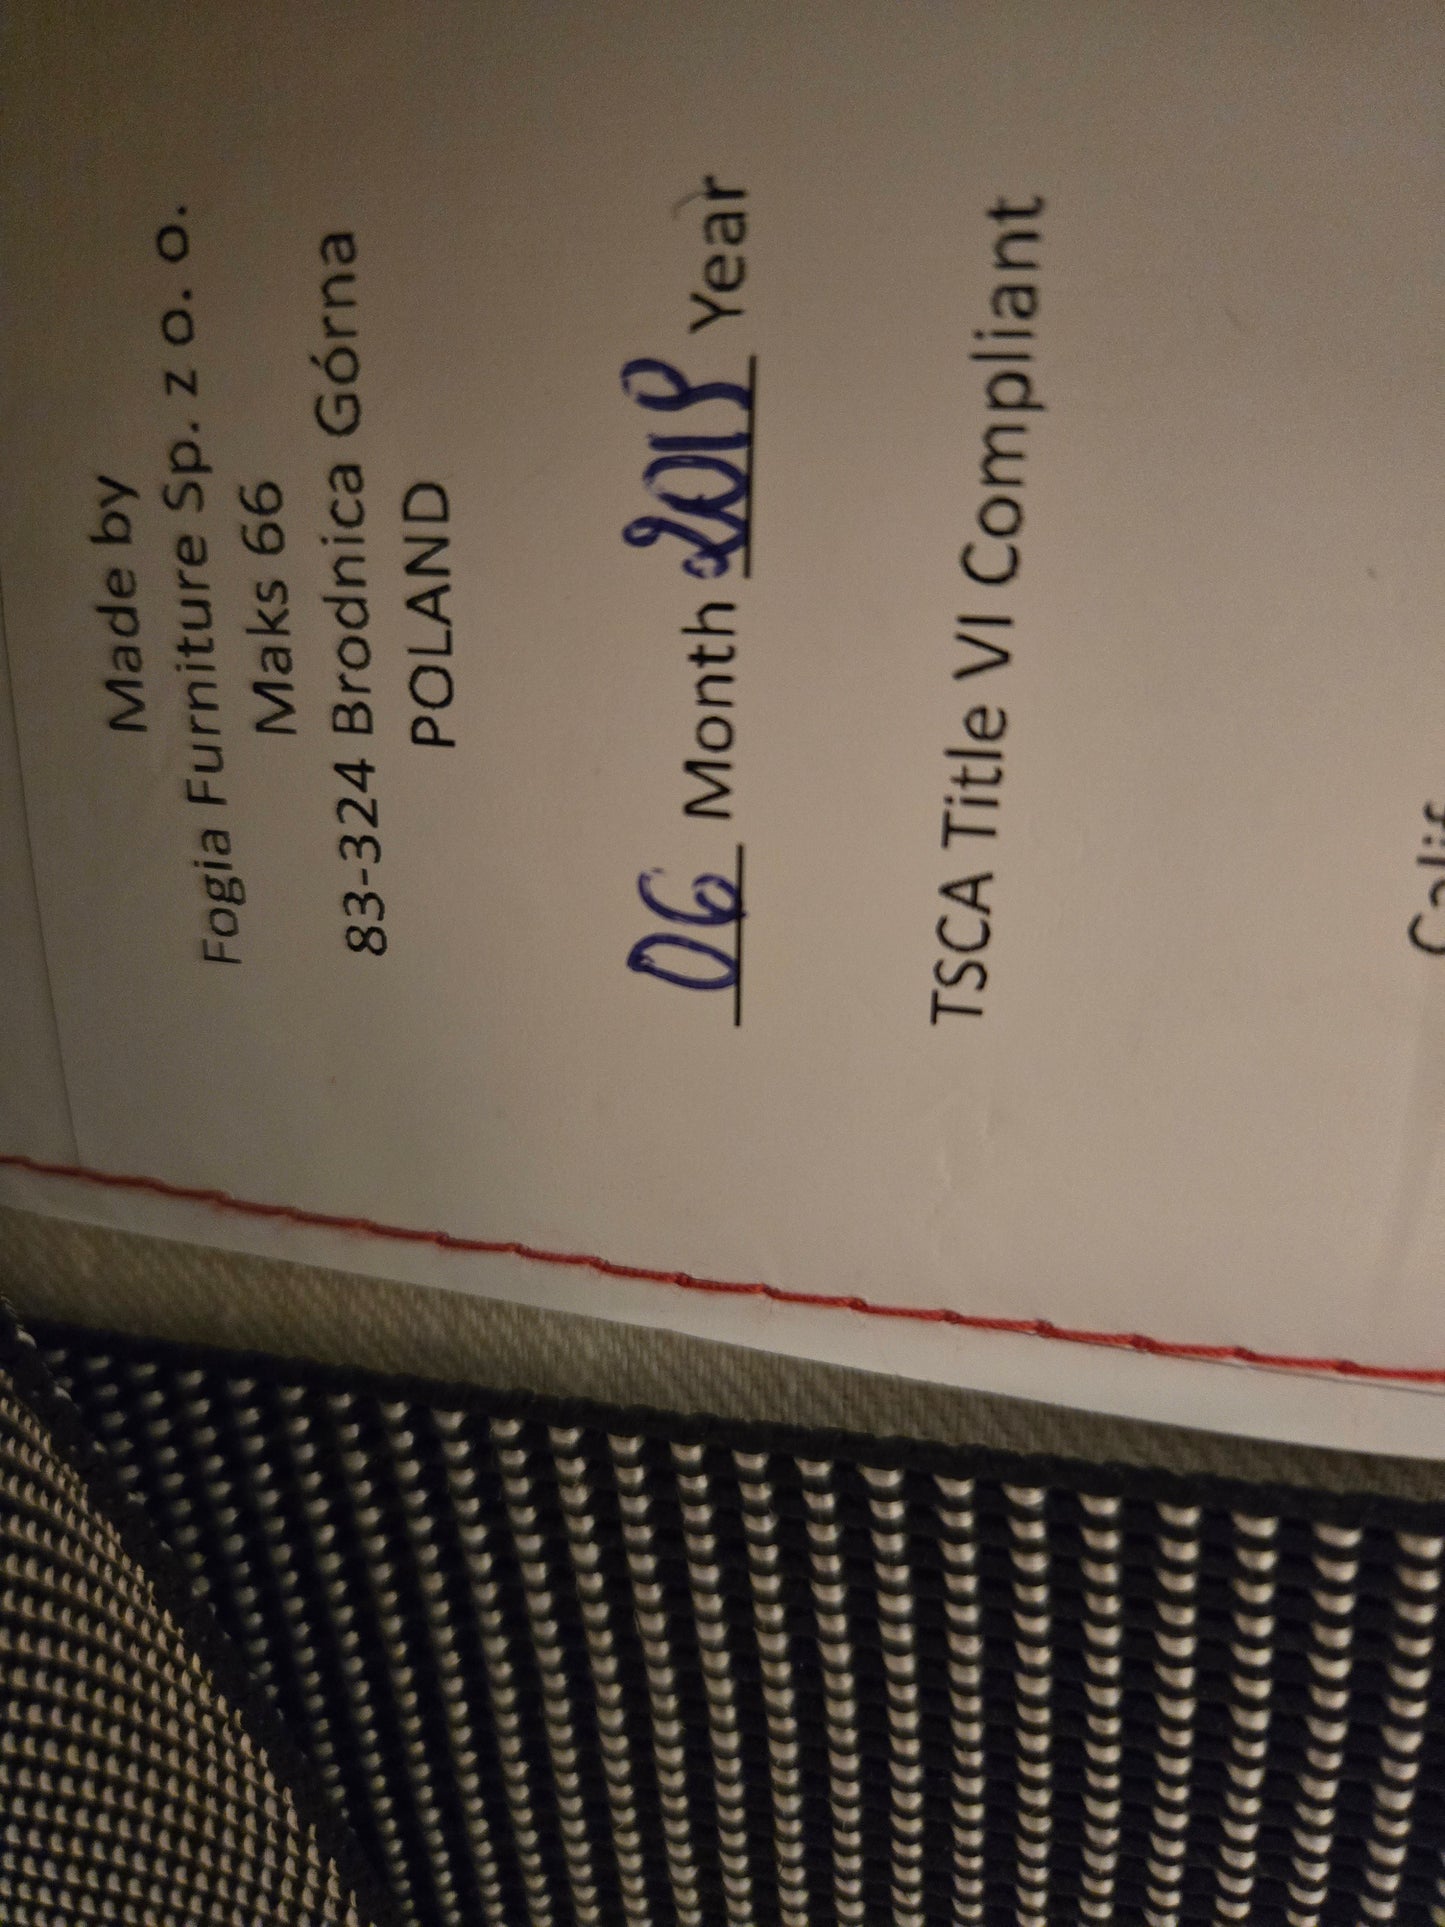 Made by
Fogia Furniture Sp. z o. o.
Maks 66
83-324 Brodnica Górna
POLAND
06 Month 2019 Year
TSCA Title VI Compliant